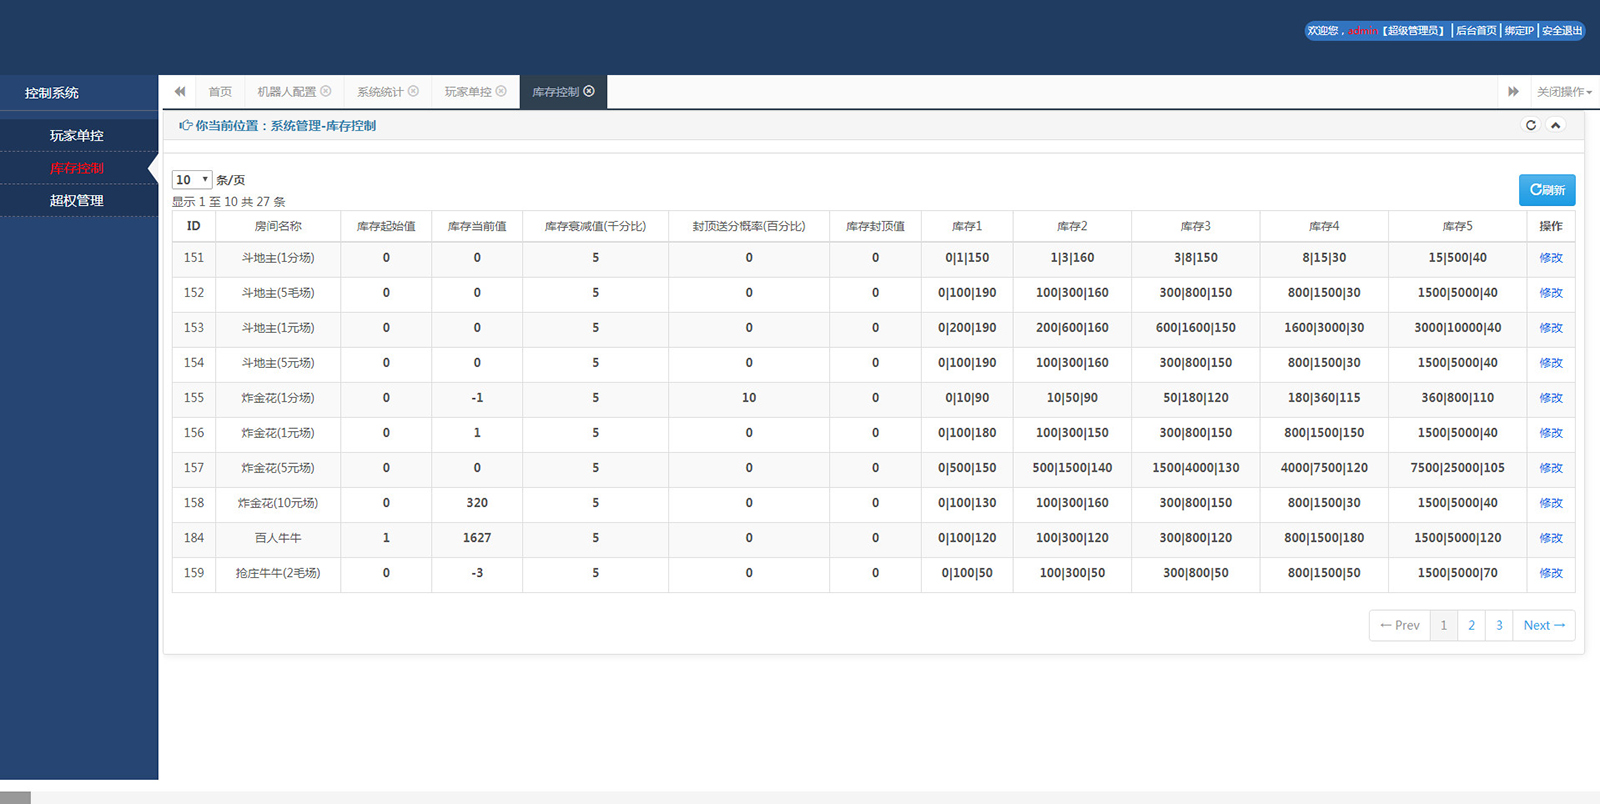 欢迎您，admin【超级管理员】 | 后台首页 | 绑定IP | 安全退出
控制系统
玩家单控
库存控制
超权管理
首页 机器人配置 系统统计 玩家单控 库存控制 关闭操作
你当前位置：系统管理-库存控制
10 条/页
显示 1 至 10 共 27 条
刷新
ID 房间名称 库存起始值 库存当前值 库存衰减值(千分比) 封顶送分概率(百分比) 库存封顶值 库存1 库存2 库存3 库存4 库存5 操作
151 斗地主(1分场) 0 0 5 0 0 0|1|150 1|3|160 3|8|150 8|15|30 15|500|40 修改
152 斗地主(5毛场) 0 0 5 0 0 0|100|190 100|300|160 300|800|150 800|1500|30 1500|5000|40 修改
153 斗地主(1元场) 0 0 5 0 0 0|200|190 200|600|160 600|1600|150 1600|3000|30 3000|10000|40 修改
154 斗地主(5元场) 0 0 5 0 0 0|100|190 100|300|160 300|800|150 800|1500|30 1500|5000|40 修改
155 炸金花(1分场) 0 -1 5 10 0 0|10|90 10|50|90 50|180|120 180|360|115 360|800|110 修改
156 炸金花(1元场) 0 1 5 0 0 0|100|180 100|300|150 300|800|150 800|1500|150 1500|5000|40 修改
157 炸金花(5元场) 0 0 5 0 0 0|500|150 500|1500|140 1500|4000|130 4000|7500|120 7500|25000|105 修改
158 炸金花(10元场) 0 320 5 0 0 0|100|130 100|300|160 300|800|150 800|1500|30 1500|5000|40 修改
184 百人牛牛 1 1627 5 0 0 0|100|120 100|300|120 300|800|120 800|1500|180 1500|5000|120 修改
159 抢庄牛牛(2毛场) 0 -3 5 0 0 0|100|50 100|300|50 300|800|50 800|1500|50 1500|5000|70 修改
← Prev 1 2 3 Next →